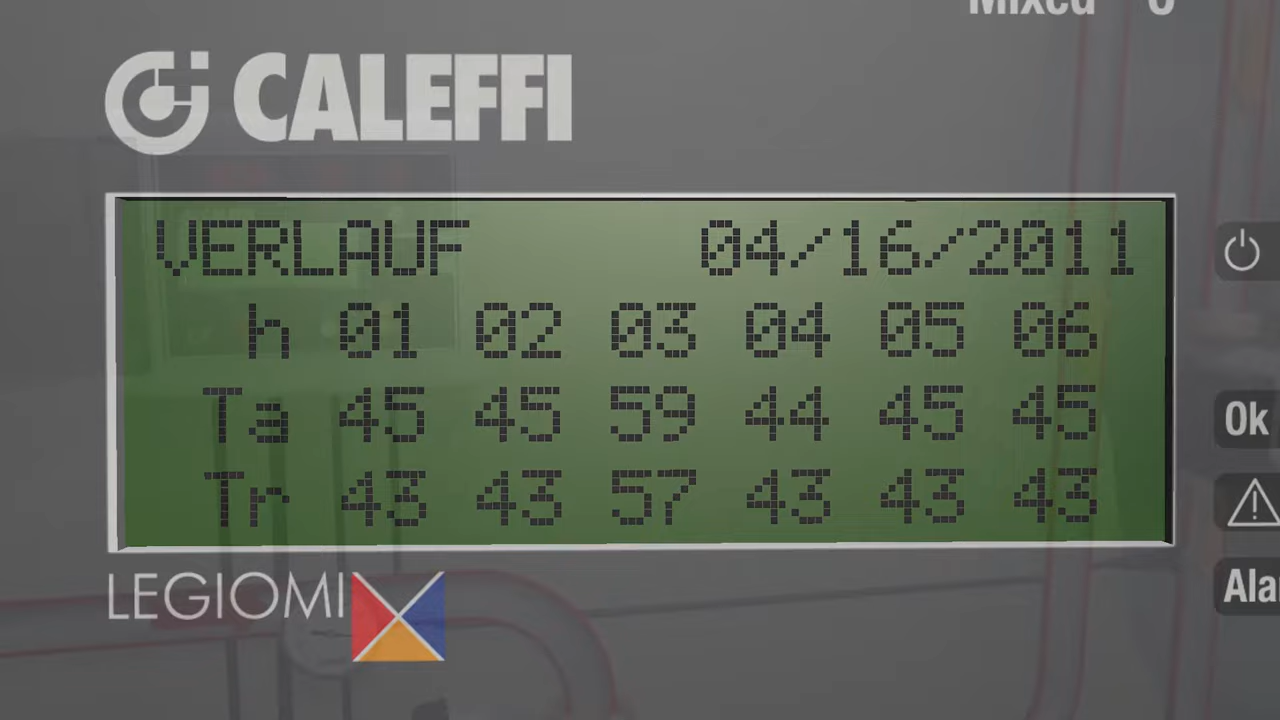 Mixed
CALEFFI
VERLAUF 04/16/2011
h 01 02 03 04 05 06
Ta 45 45 59 44 45 45
Tr 43 43 57 43 43 43
Ok
LEGIOMIX